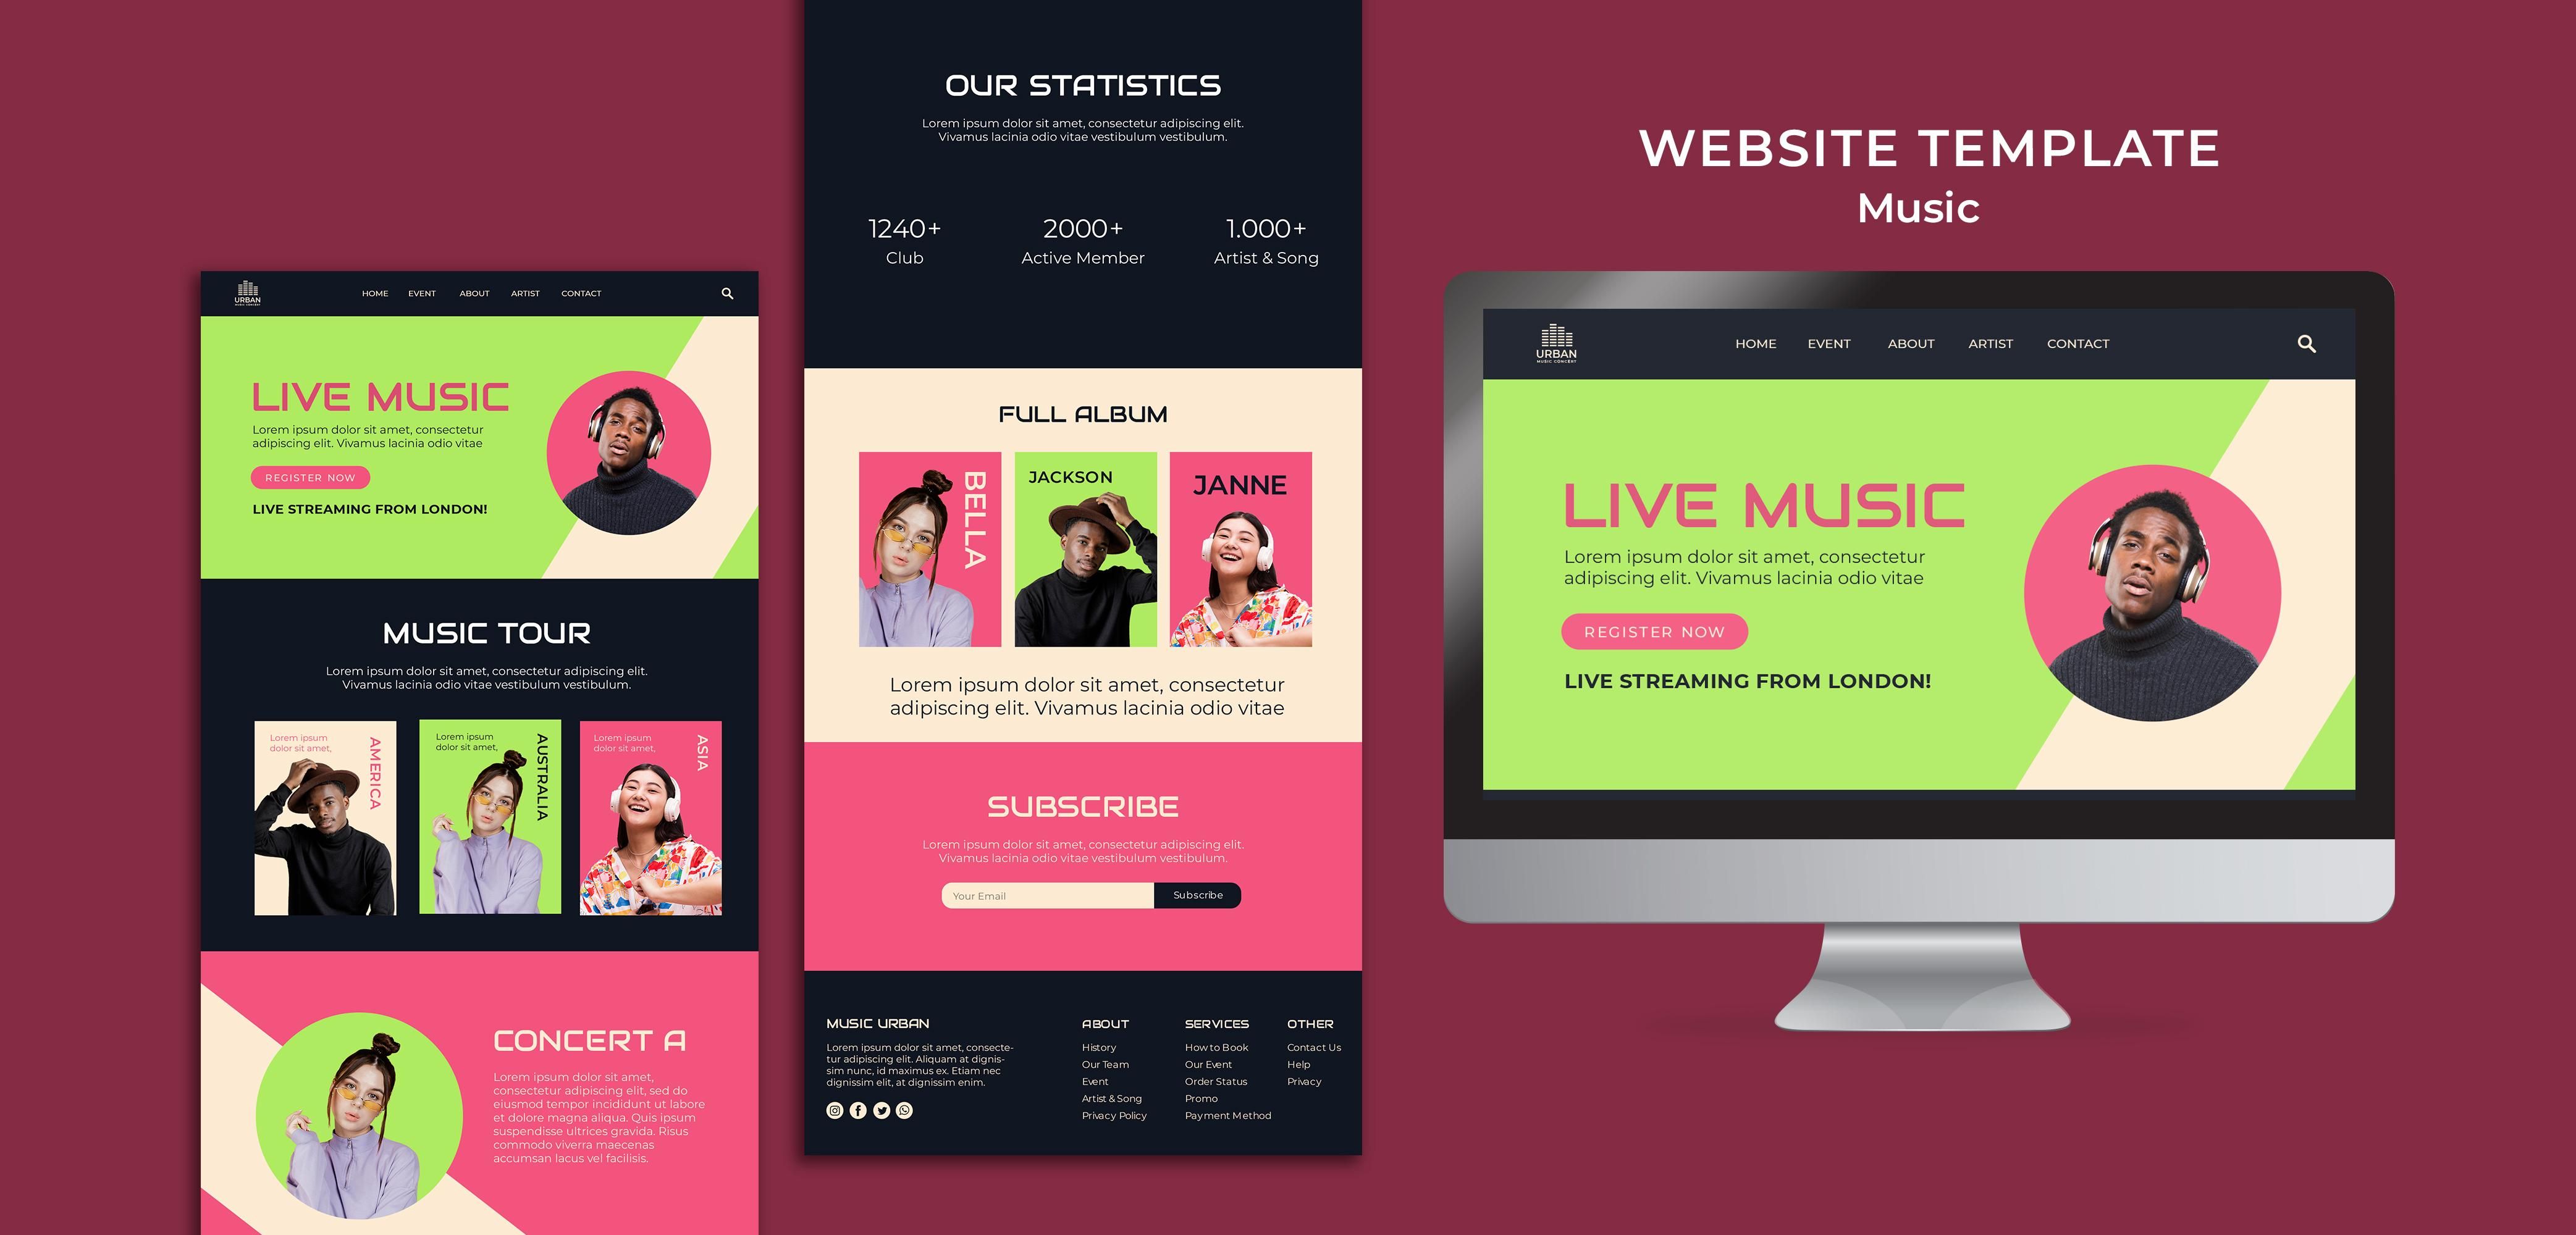 URBAN
MUSIC CONCERT
HOME EVENT ABOUT ARTIST CONTACT
LIVE MUSIC
Lorem ipsum dolor sit amet, consectetur
adipiscing elit. Vivamus lacinia odio vitae
REGISTER NOW
LIVE STREAMING FROM LONDON!
MUSIC TOUR
Lorem ipsum dolor sit amet, consectetur adipiscing elit.
Vivamus lacinia odio vitae vestibulum vestibulum.
Lorem ipsum
dolor sit amet,
AMERICA
Lorem ipsum
dolor sit amet,
AUSTRALIA
Lorem ipsum
dolor sit amet,
ASIA
CONCERT A
Lorem ipsum dolor sit amet,
consectetur adipiscing elit, sed do
eiusmod tempor incididunt ut labore
et dolore magna aliqua. Quis ipsum
suspendisse ultrices gravida. Risus
commodo viverra maecenas
accumsan lacus vel facilisis.
OUR STATISTICS
Lorem ipsum dolor sit amet, consectetur adipiscing elit.
Vivamus lacinia odio vitae vestibulum vestibulum.
1240+ 2000+ 1.000+
Club Active Member Artist & Song
FULL ALBUM
BELLA
JACKSON
JANNE
Lorem ipsum dolor sit amet, consectetur
adipiscing elit. Vivamus lacinia odio vitae
SUBSCRIBE
Lorem ipsum dolor sit amet, consectetur adipiscing elit.
Vivamus lacinia odio vitae vestibulum vestibulum.
Your Email Subscribe
MUSIC URBAN
Lorem ipsum dolor sit amet, consecte-
tur adipiscing elit. Aliquam at dignis-
sim nunc, id maximus ex. Etiam nec
dignissim elit, at dignissim enim.
ABOUT
History
Our Team
Event
Artist & Song
Privacy Policy
SERVICES
How to Book
Our Event
Order Status
Promo
Payment Method
OTHER
Contact Us
Help
Privacy
WEBSITE TEMPLATE
Music
URBAN
MUSIC CONCERT
HOME EVENT ABOUT ARTIST CONTACT
LIVE MUSIC
Lorem ipsum dolor sit amet, consectetur
adipiscing elit. Vivamus lacinia odio vitae
REGISTER NOW
LIVE STREAMING FROM LONDON!